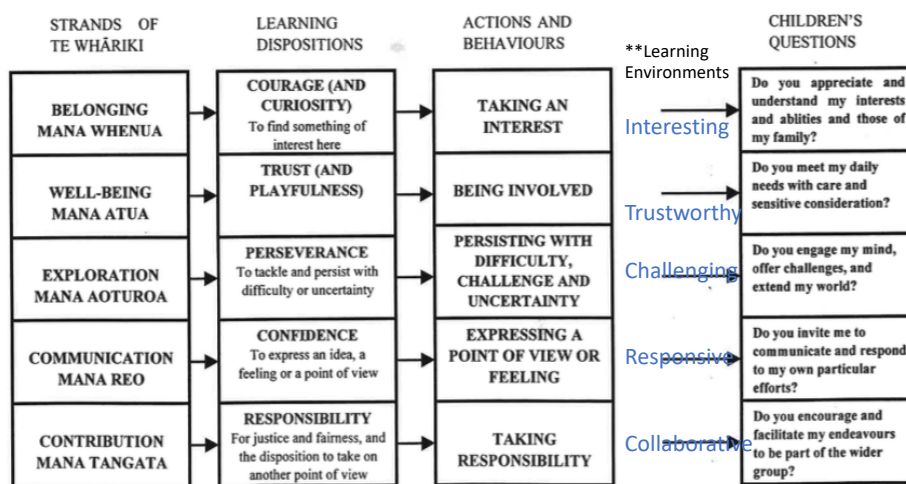 STRANDS OF
TE WHĀRIKI
LEARNING
DISPOSITIONS
ACTIONS AND
BEHAVIOURS
**Learning
Environments
CHILDREN'S
QUESTIONS
BELONGING
MANA WHENUA
COURAGE (AND
CURIOSITY)
To find something of
interest here
TAKING AN
INTEREST
Interesting
Do you appreciate and
understand my interests
and abliities and those of
my family?
WELL-BEING
MANA ATUA
TRUST (AND
PLAYFULNESS)
BEING INVOLVED
Trustworthy
Do you meet my daily
needs with care and
sensitive consideration?
EXPLORATION
MANA AOTUROA
PERSEVERANCE
To tackle and persist with
difficulty or uncertainty
PERSISTING WITH
DIFFICULTY,
CHALLENGE AND
UNCERTAINTY
Challenging
Do you engage my mind,
offer challenges, and
extend my world?
COMMUNICATION
MANA REO
CONFIDENCE
To express an idea, a
feeling or a point of view
EXPRESSING A
POINT OF VIEW OR
FEELING
Responsive
Do you invite me to
communicate and respond
to my own particular
efforts?
CONTRIBUTION
MANA TANGATA
RESPONSIBILITY
For justice and fairness, and
the disposition to take on
another point of view
TAKING
RESPONSIBILITY
Collaborative
Do you encourage and
facilitate my endeavours
to be part of the wider
group?